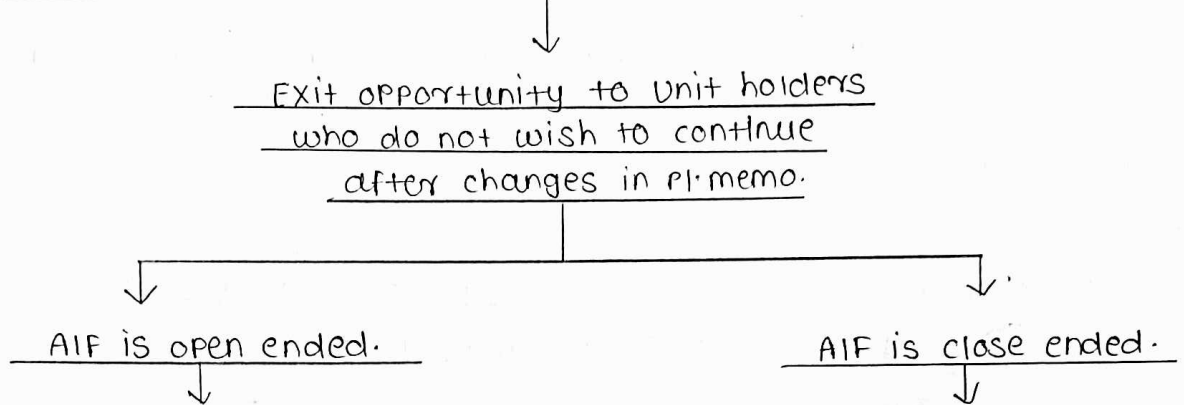 Exit opportunity to Unit holders
who do not wish to continue
after changes in Pl. memo.
AIF is open ended.
AIF is close ended.